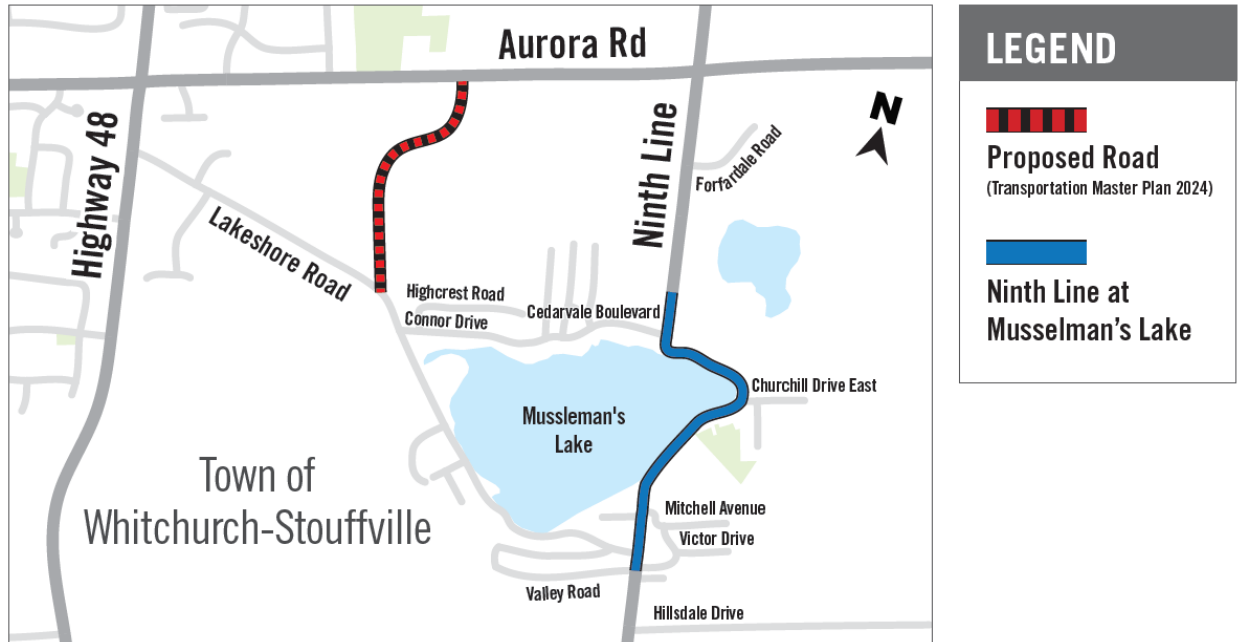 Aurora Rd
Highway 48
Ninth Line
N
Forfardale Road
Lakeshore Road
Highcrest Road
Connor Drive
Cedarvale Boulevard
Churchill Drive East
Mussleman's
Lake
Town of
Whitchurch-Stouffville
Mitchell Avenue
Victor Drive
Valley Road
Hillsdale Drive
LEGEND
Proposed Road
(Transportation Master Plan 2024)
Ninth Line at
Musselman's Lake